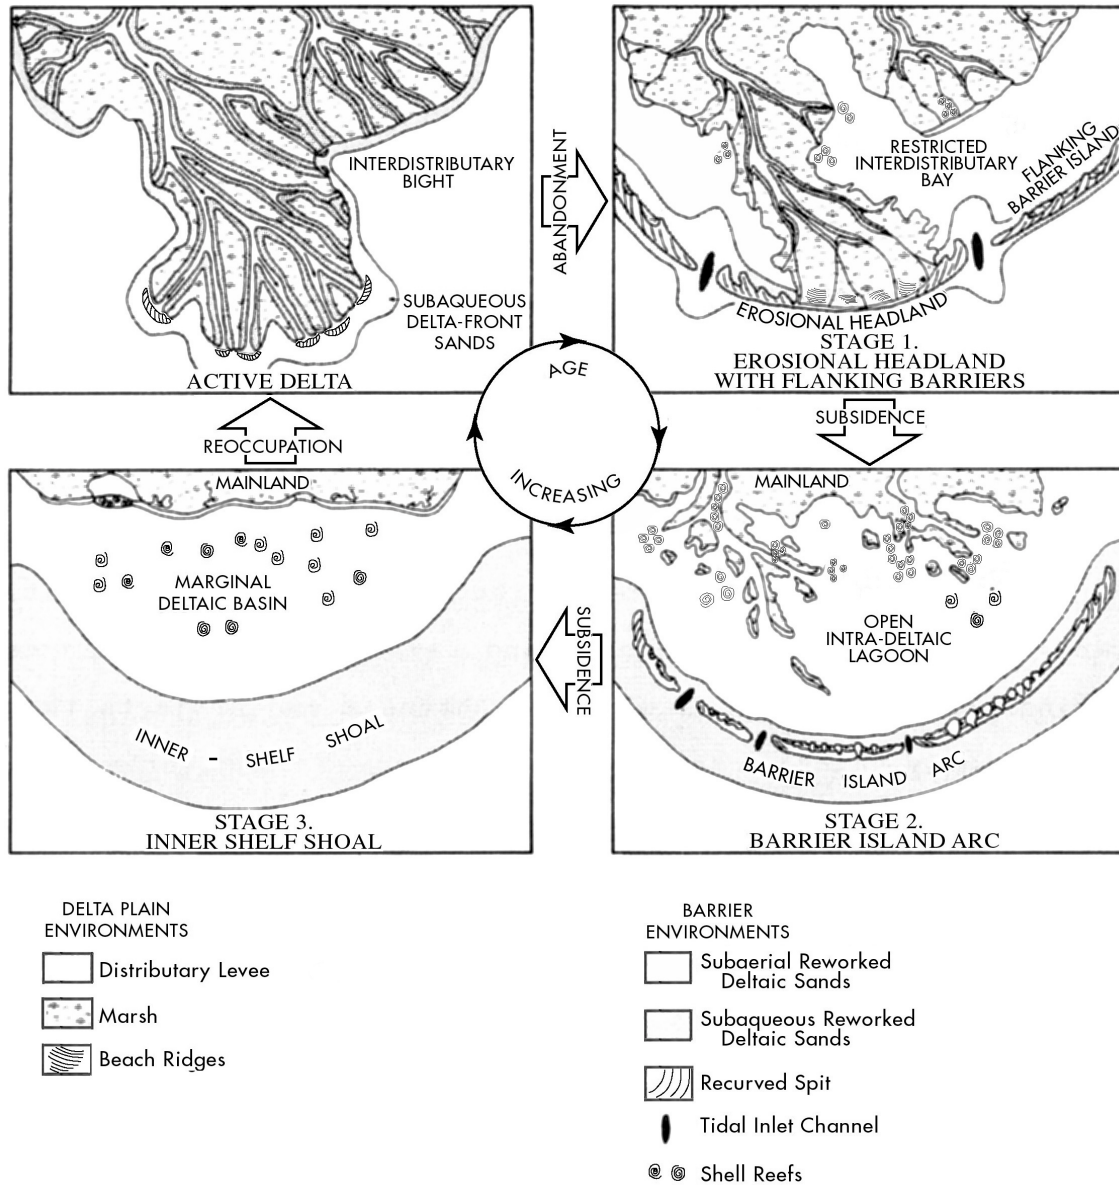 INTERDISTRIBUTARY
BIGHT
SUBAQUEOUS
DELTA-FRONT
SANDS
ACTIVE DELTA
ABANDONMENT
RESTRICTED
INTERDISTRIBUTARY
BAY
FLANKING
BARRIER ISLAND
EROSIONAL HEADLAND
STAGE 1.
EROSIONAL HEADLAND
WITH FLANKING BARRIERS
AGE
INCREASING
REOCCUPATION
SUBSIDENCE
MAINLAND
MARGINAL
DELTAIC BASIN
INNER - SHELF SHOAL
STAGE 3.
INNER SHELF SHOAL
SUBSIDENCE
MAINLAND
OPEN
INTRA-DELTAIC
LAGOON
BARRIER ISLAND ARC
STAGE 2.
BARRIER ISLAND ARC
DELTA PLAIN
ENVIRONMENTS
Distributary Levee
Marsh
Beach Ridges
BARRIER
ENVIRONMENTS
Subaerial Reworked
Deltaic Sands
Subaqueous Reworked
Deltaic Sands
Recurved Spit
Tidal Inlet Channel
Shell Reefs